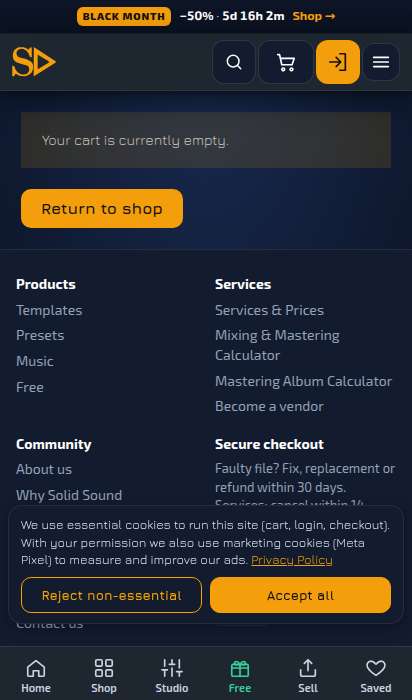 BLACK MONTH −50% · 5d 16h 2m Shop →
S
Your cart is currently empty.
Return to shop
Products
Templates
Presets
Music
Free
Services
Services & Prices
Mixing & Mastering
Calculator
Mastering Album Calculator
Become a vendor
Community
About us
Why Solid Sound
Secure checkout
Faulty file? Fix, replacement or
refund within 30 days.
Services: cancel within 14
We use essential cookies to run this site (cart, login, checkout).
With your permission we also use marketing cookies (Meta
Pixel) to measure and improve our ads. Privacy Policy
Reject non-essential
Accept all
Contact us
Home
Shop
Studio
Free
Sell
Saved